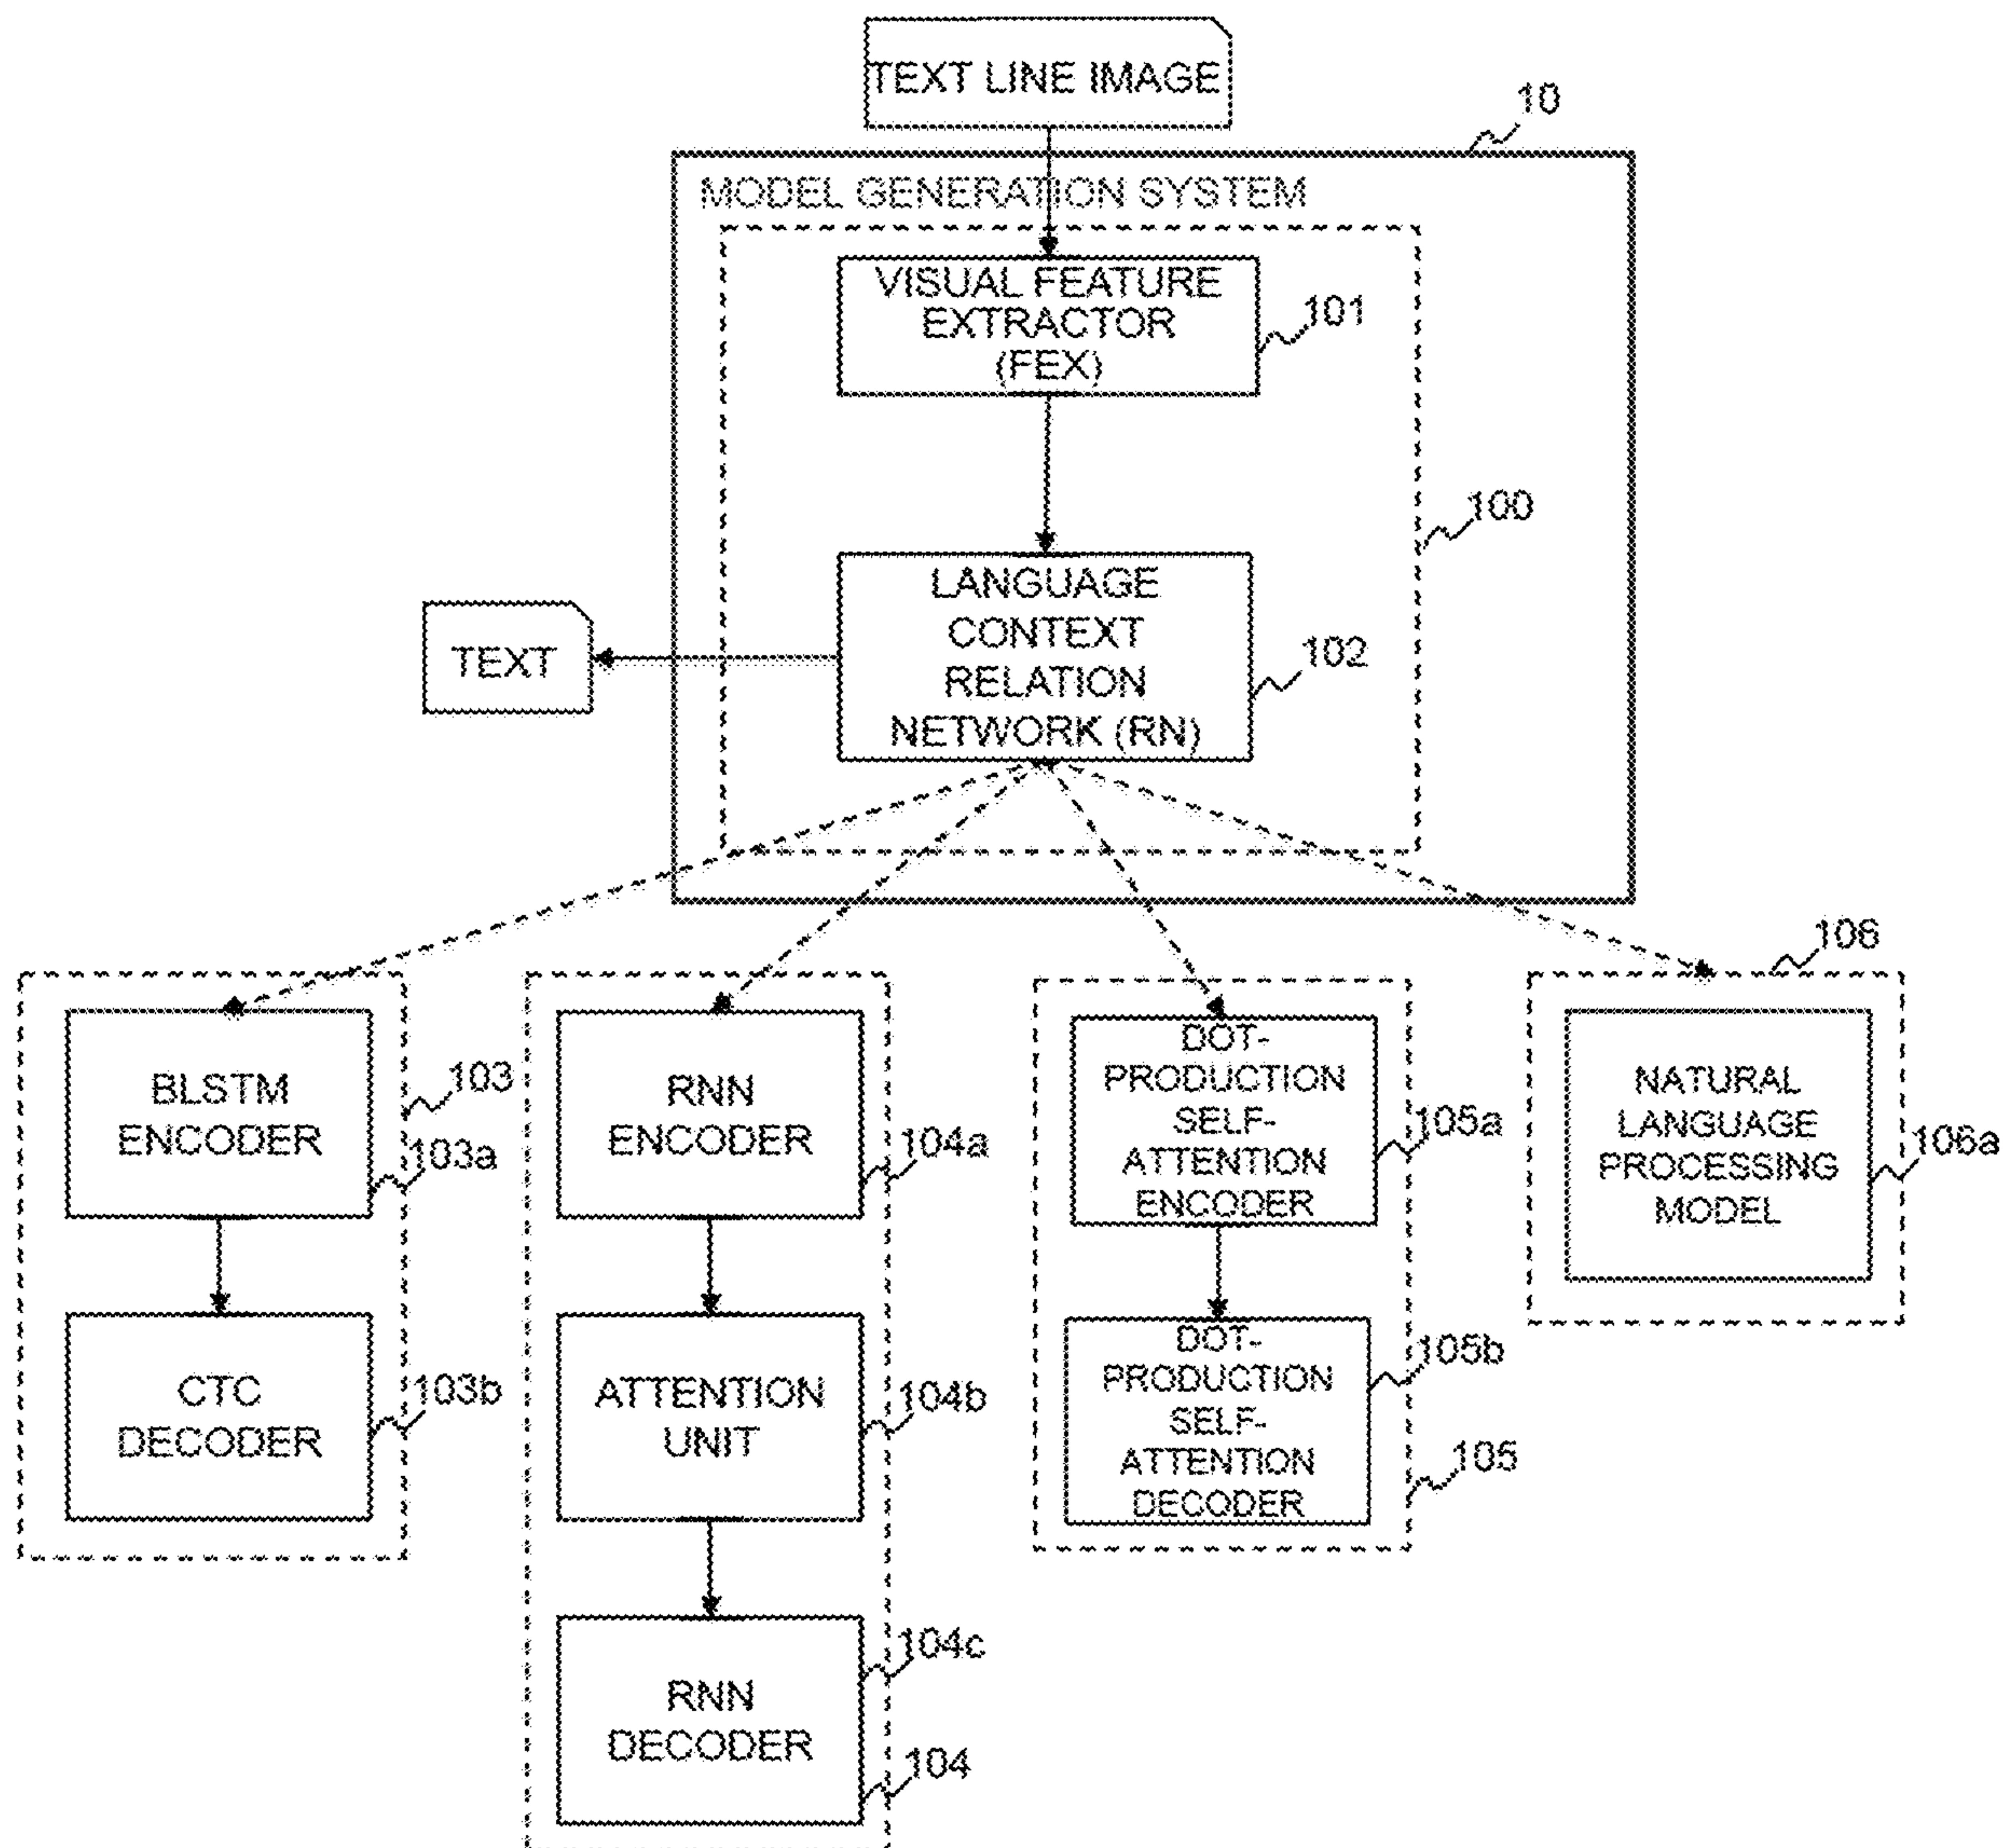 TEXT LINE IMAGE
10
MODEL GENERATION SYSTEM
VISUAL FEATURE
EXTRACTOR
(FEX)
101
100
LANGUAGE
CONTEXT
RELATION
NETWORK (RN)
102
TEXT
BLSTM
ENCODER
103
103a
CTC
DECODER
103b
RNN
ENCODER
104a
ATTENTION
UNIT
104b
RNN
DECODER
104c
104
DOT-
PRODUCTION
SELF-
ATTENTION
ENCODER
105a
DOT-
PRODUCTION
SELF-
ATTENTION
DECODER
105b
105
106
NATURAL
LANGUAGE
PROCESSING
MODEL
106a